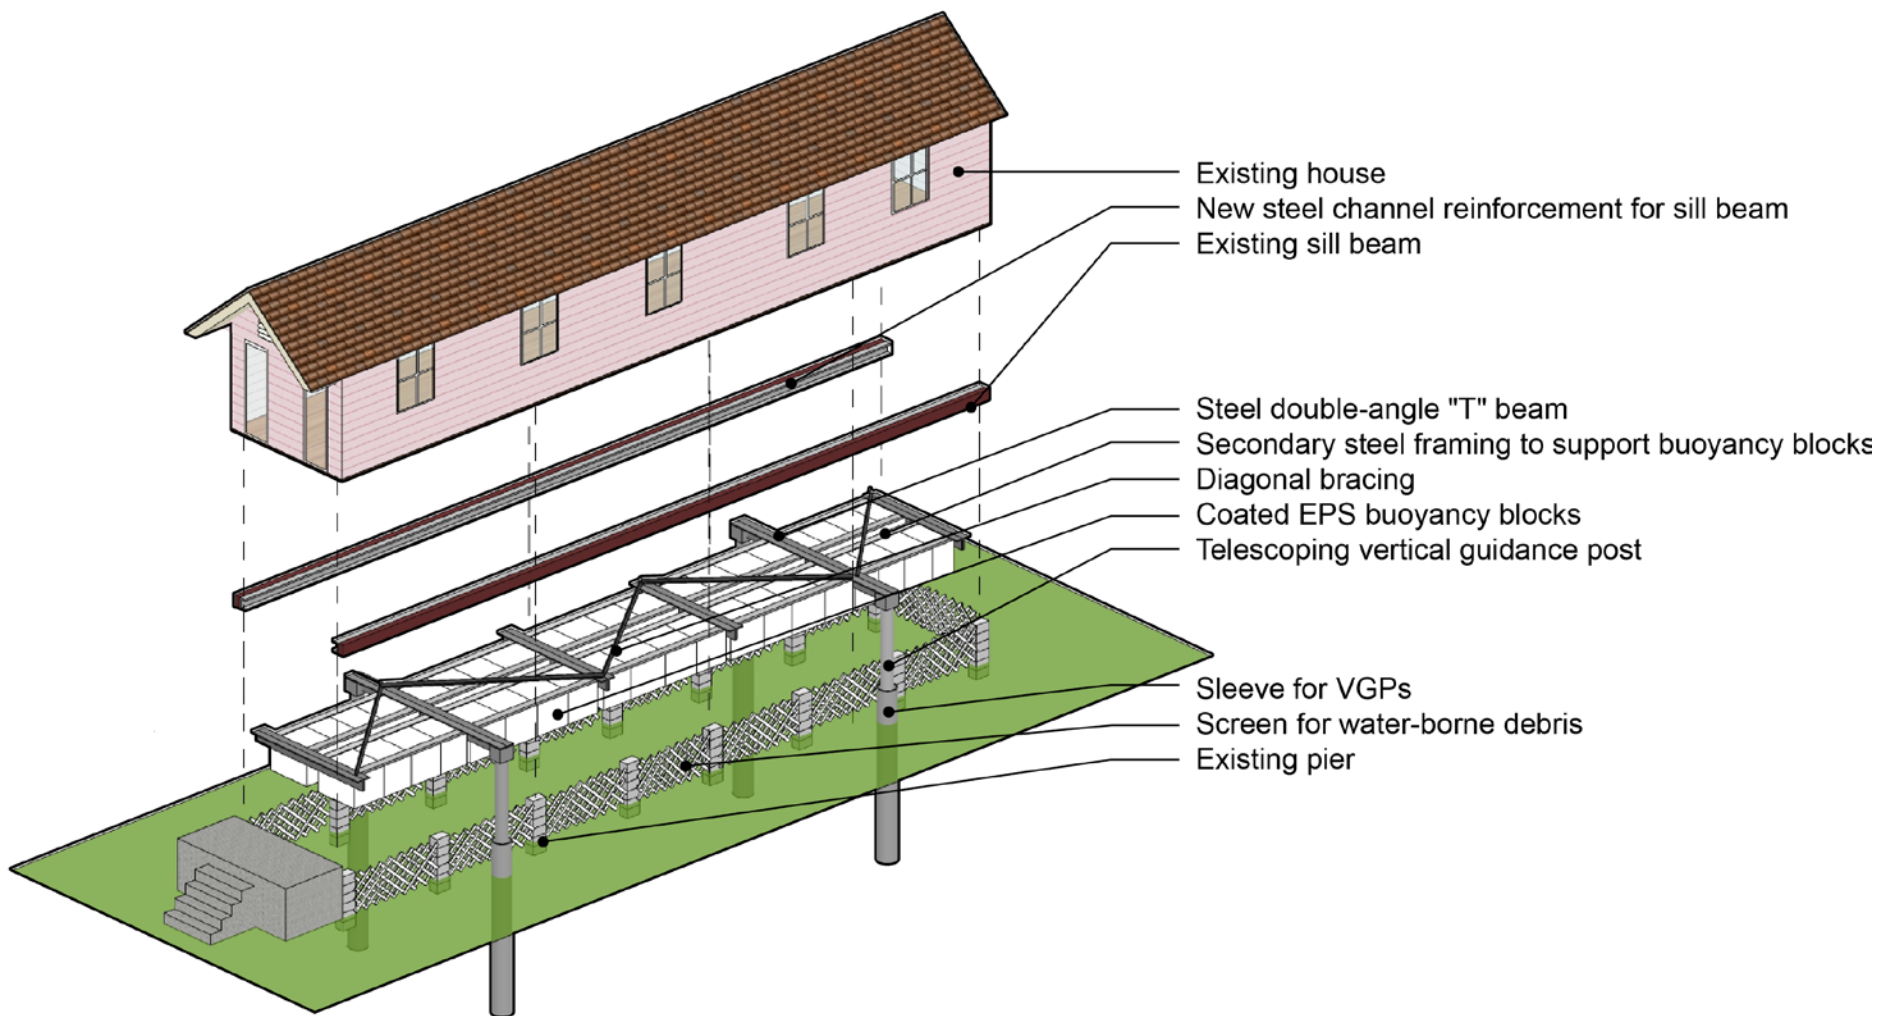 Existing house
New steel channel reinforcement for sill beam
Existing sill beam
Steel double-angle "T" beam
Secondary steel framing to support buoyancy blocks
Diagonal bracing
Coated EPS buoyancy blocks
Telescoping vertical guidance post
Sleeve for VGPs
Screen for water-borne debris
Existing pier